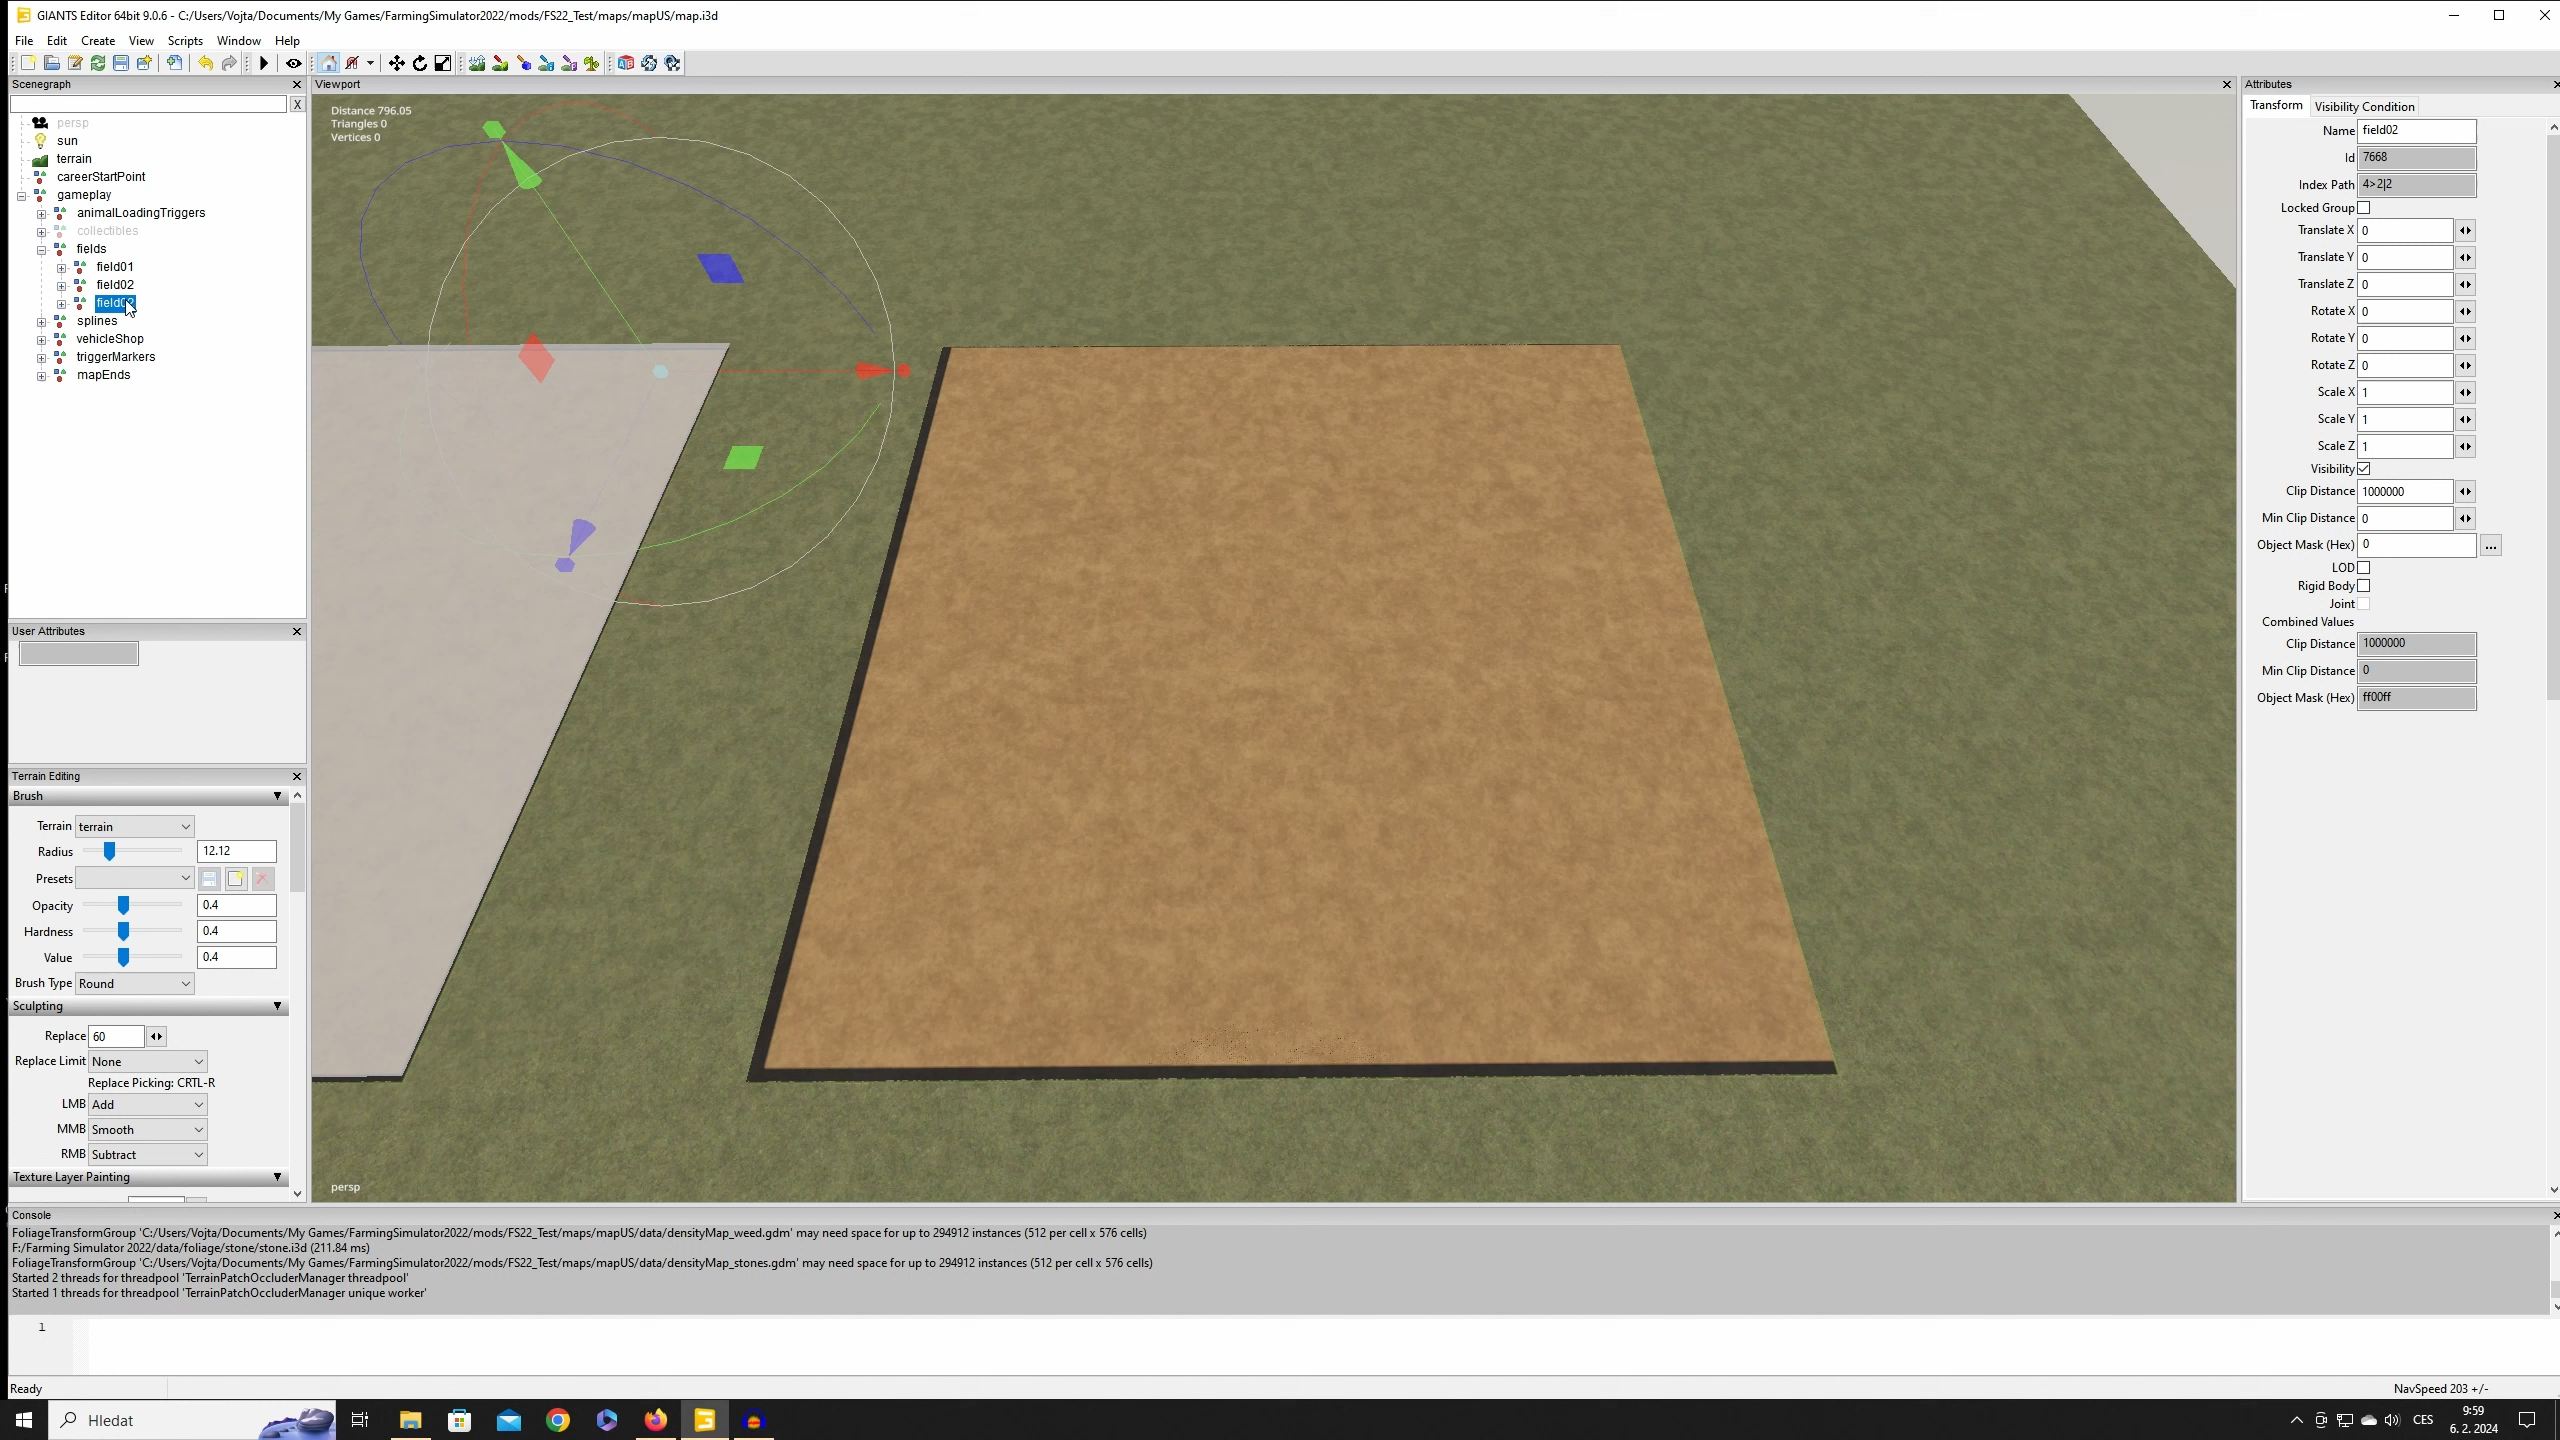 GIANTS Editor 64bit 9.0.6 - C:/Users/Vojta/Documents/My Games/FarmingSimulator2022/mods/FS22_Test/maps/mapUS/map.i3d
File Edit Create View Scripts Window Help
Scenegraph
X
persp
sun
terrain
careerStartPoint
gameplay
animalLoadingTriggers
collectibles
fields
field01
field02
splines
vehicleShop
triggerMarkers
mapEnds
User Attributes
Terrain Editing
Brush
Terrain terrain
Radius 12.12
Presets
Opacity 0.4
Hardness 0.4
Value 0.4
Brush Type Round
Sculpting
Replace 60
Replace Limit None
Replace Picking: CRTL-R
LMB Add
MMB Smooth
RMB Subtract
Texture Layer Painting
Viewport
Distance 796.05
Triangles 0
Vertices 0
persp
Attributes
Transform Visibility Condition
Name field02
Id 7668
Index Path 4>2|2
Locked Group
Translate X 0
Translate Y 0
Translate Z 0
Rotate X 0
Rotate Y 0
Rotate Z 0
Scale X 1
Scale Y 1
Scale Z 1
Visibility
Clip Distance 1000000
Min Clip Distance 0
Object Mask (Hex) 0 ...
LOD
Rigid Body
Joint
Combined Values
Clip Distance 1000000
Min Clip Distance 0
Object Mask (Hex) ff00ff
Console
FoliageTransformGroup 'C:/Users/Vojta/Documents/My Games/FarmingSimulator2022/mods/FS22_Test/maps/mapUS/data/densityMap_weed.gdm' may need space for up to 294912 instances (512 per cell x 576 cells)
F:/Farming Simulator 2022/data/foliage/stone/stone.i3d (211.84 ms)
FoliageTransformGroup 'C:/Users/Vojta/Documents/My Games/FarmingSimulator2022/mods/FS22_Test/maps/mapUS/data/densityMap_stones.gdm' may need space for up to 294912 instances (512 per cell x 576 cells)
Started 2 threads for threadpool 'TerrainPatchOccluderManager threadpool'
Started 1 threads for threadpool 'TerrainPatchOccluderManager unique worker'
1
Ready
NavSpeed 203 +/-
Hledat
CES
9:59
6. 2. 2024